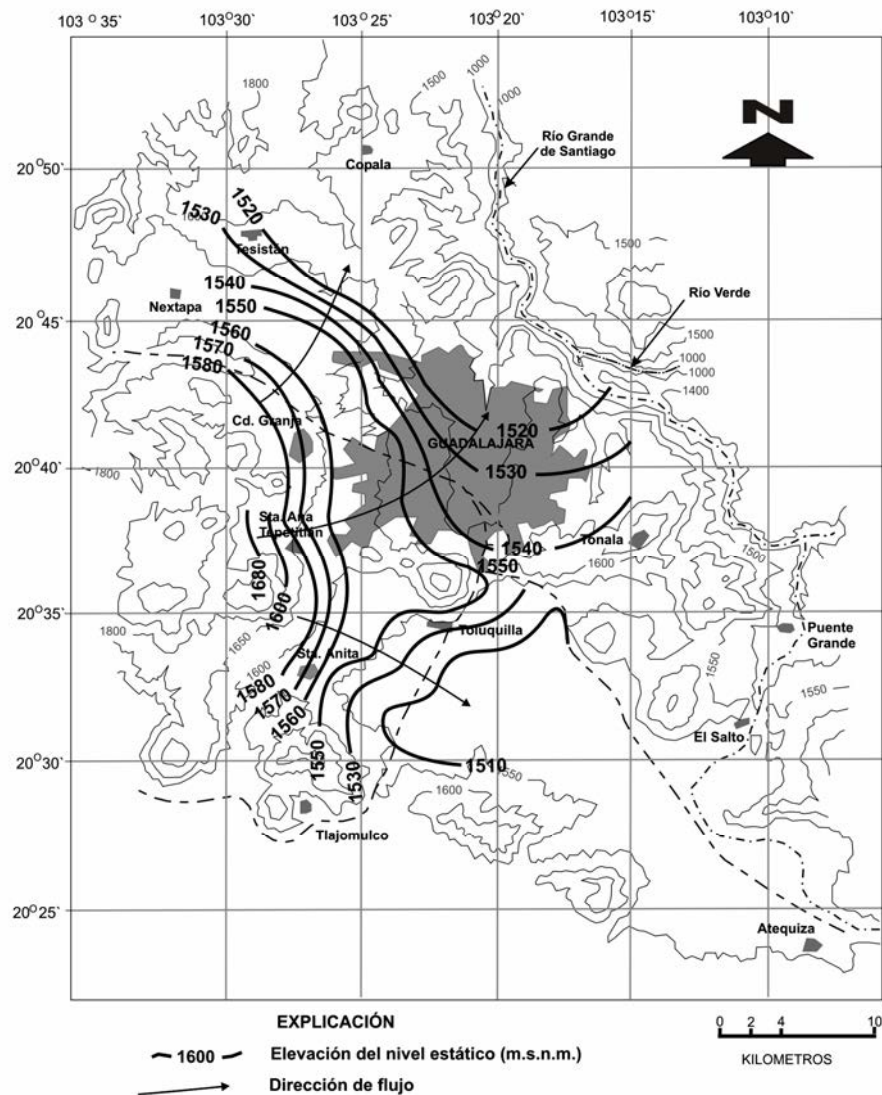 103°35' 103°30' 103°25' 103°20' 103°15' 103°10'
1800
1500
1000
1000
N
Río Grande
de Santiago
Copala
20°50'
1530
1520
Tesistán
1500
1540
Nextapa
1550
Río Verde
20°45'
1560
1570
1580
1500
1000
1000
1400
Cd. Granja
1520
GUADALAJARA
1800
20°40'
1530
Sta. Ana
Tepetitlán
1540
Tonala
1550
1600
1500
1680
1600
20°35'
1800
1650
Toluquilla
Puente
Grande
1600
Sta. Anita
1550
1580
1570
1560
1550
1550
1530
El Salto
20°30'
1510
1550
1600
Tlajomulco
20°25'
Atequiza
EXPLICACIÓN
1600 Elevación del nivel estático (m.s.n.m.)
Dirección de flujo
0 2 4 10
KILOMETROS